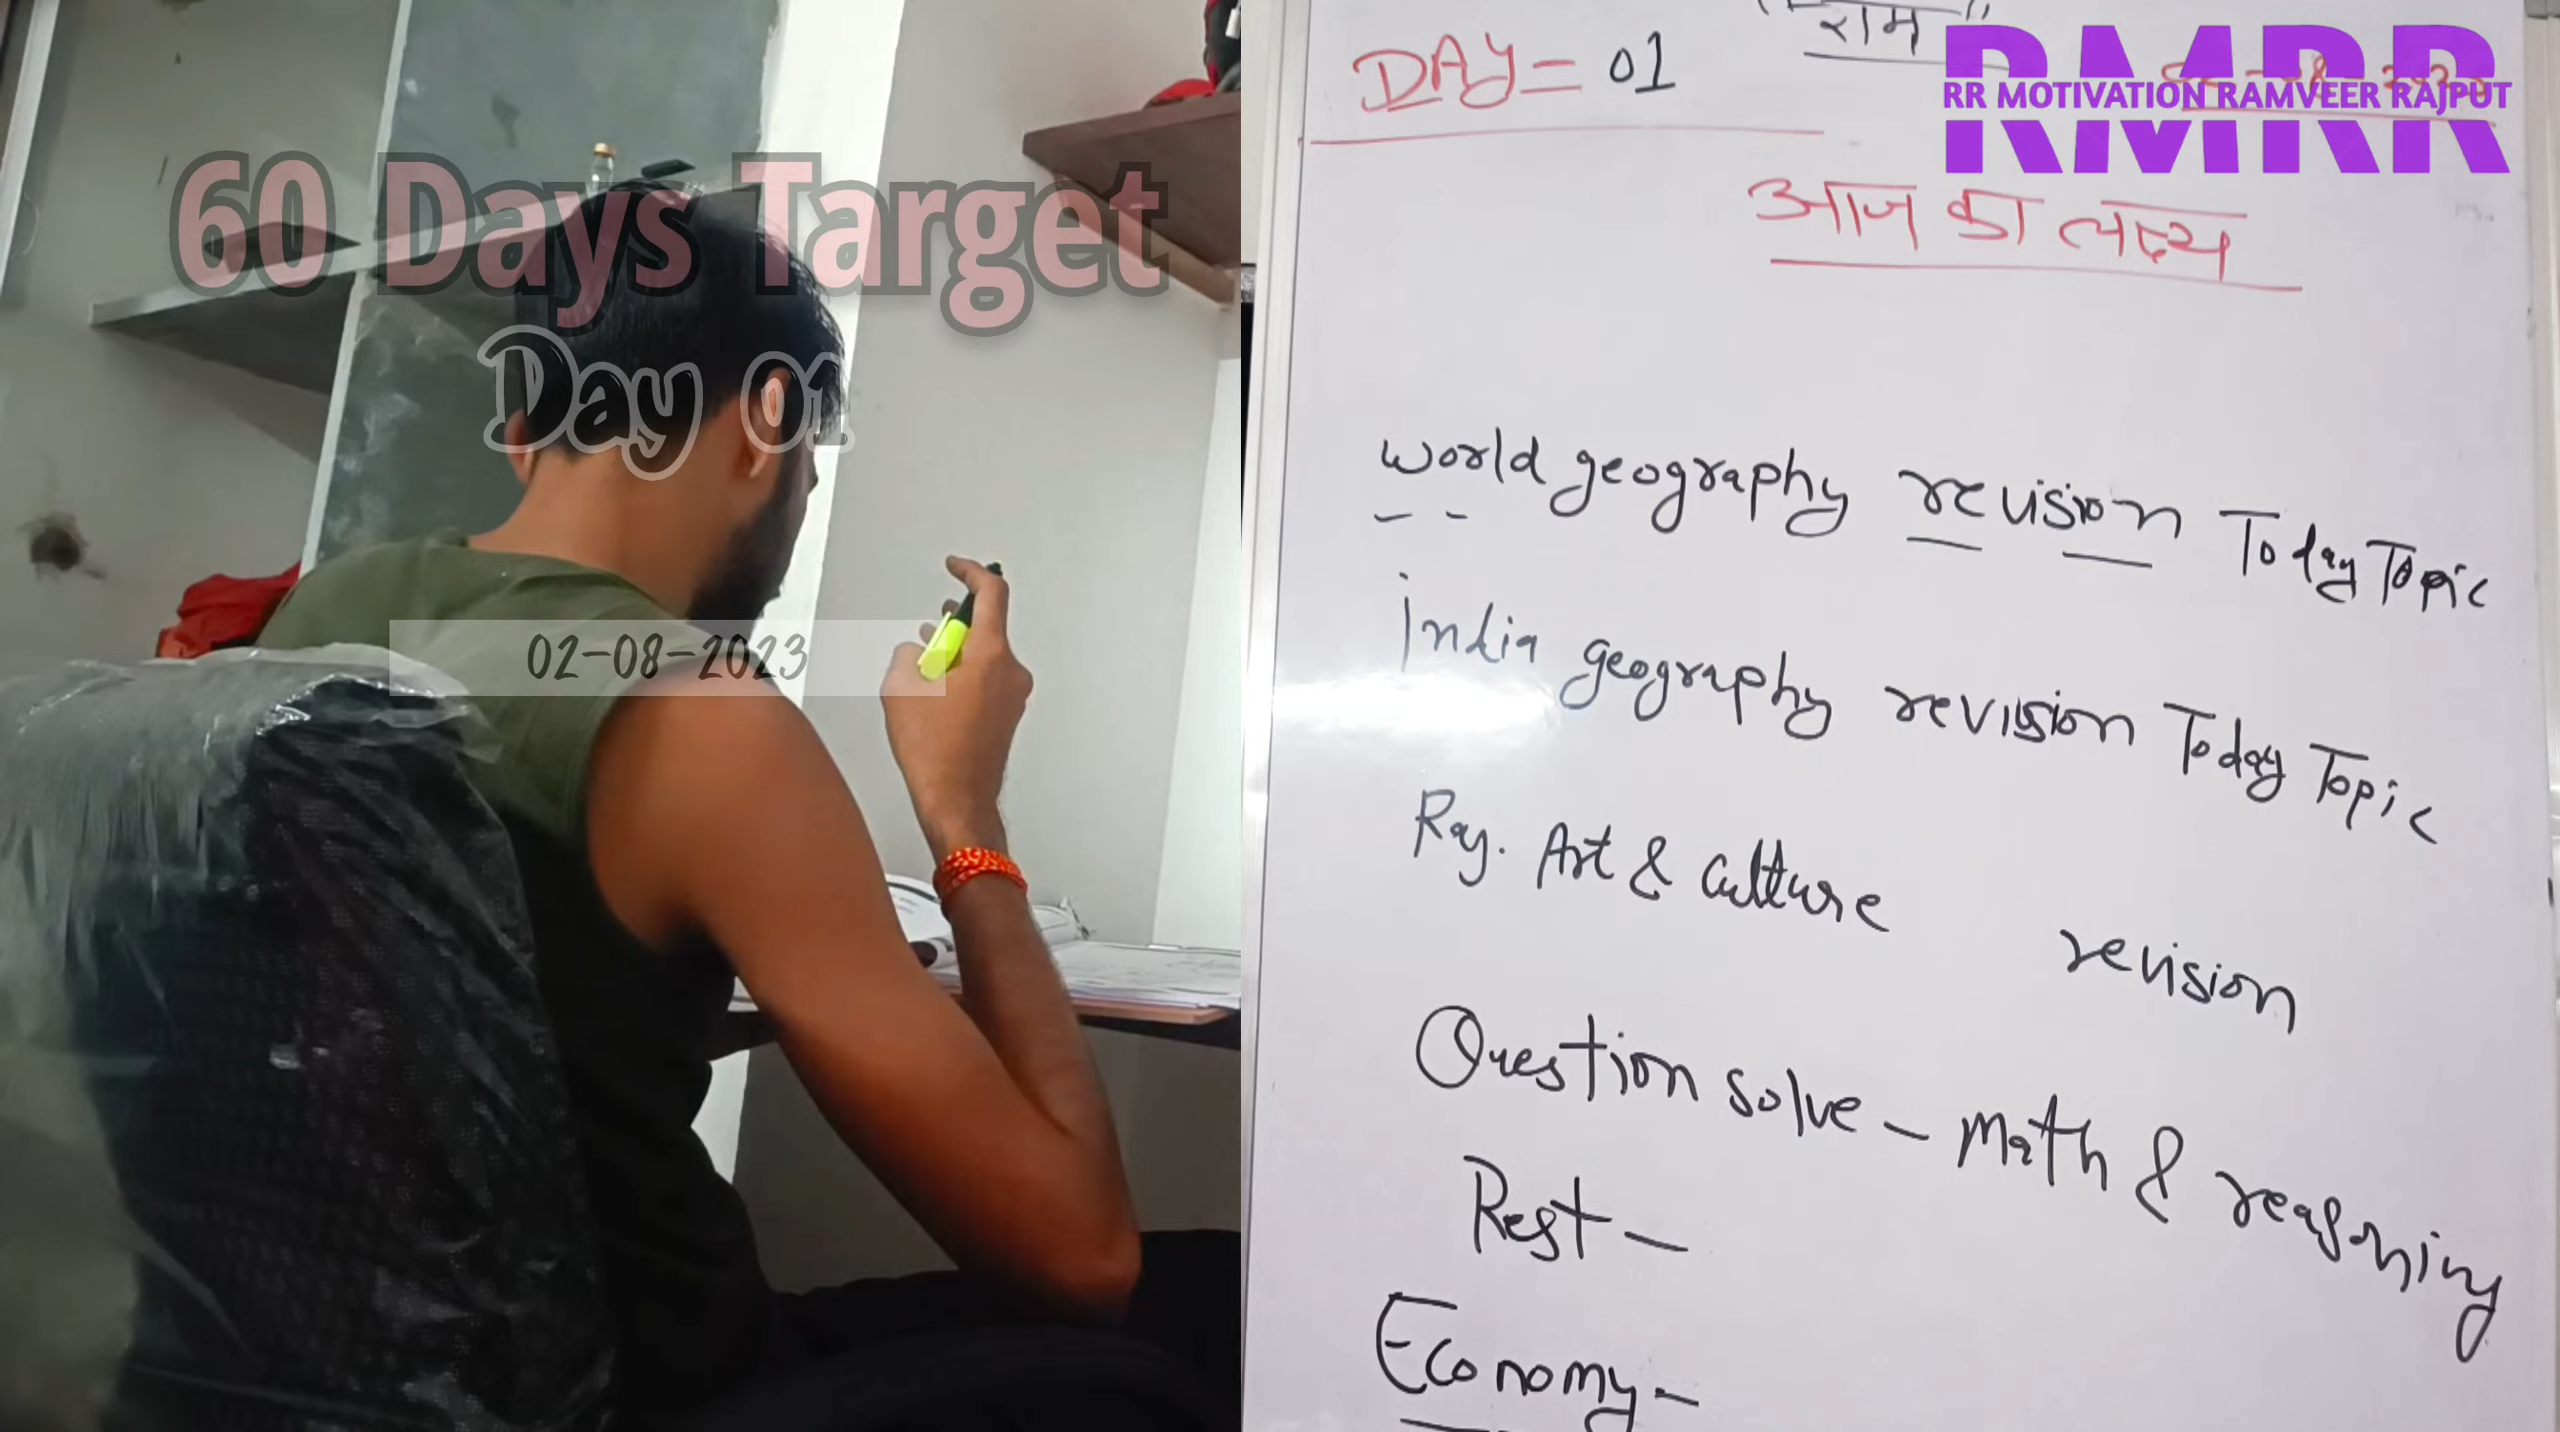 60 Days Target
Day 01
02-08-2023
"राम"
DAY = 01
RMRR
RR MOTIVATION RAMVEER RAJPUT
आज का लक्ष्य
world geography revision Today Topic
India geography revision Today Topic
Raj. Art & Culture revision
Question solve - Math & reasoning
Rest -
Economy -